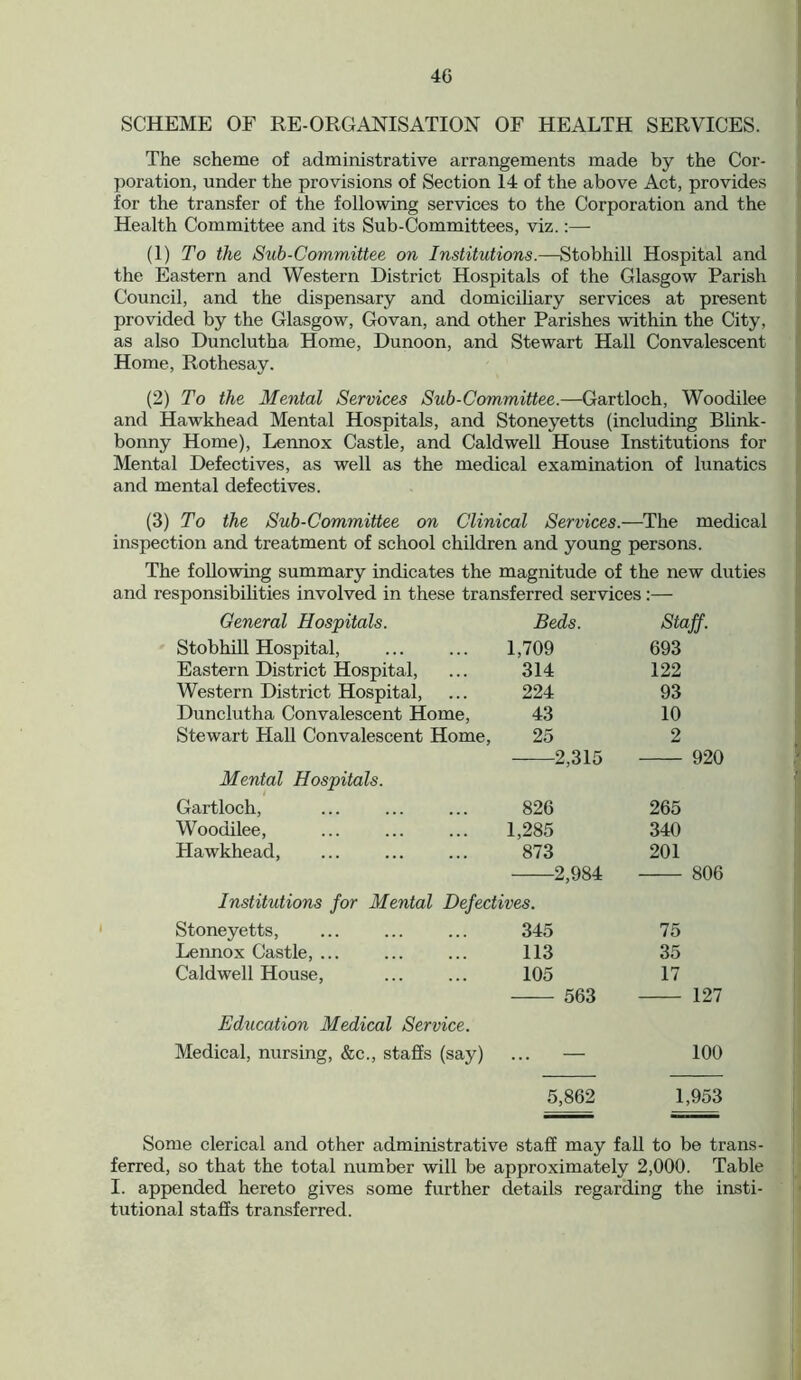 46
SCHEME OF RE-ORGANISATION OF HEALTH SERVICES.
The scheme of administrative arrangements made by the Cor-
poration, under the provisions of Section 14 of the above Act, provides
for the transfer of the following services to the Corporation and the
Health Committee and its Sub-Committees, viz. :—
(1) To the Sub-Committee on Institutions.—Stobhill Hospital and
the Eastern and Western District Hospitals of the Glasgow Parish
Council, and the dispensary and domiciliary services at present
provided by the Glasgow, Govan, and other Parishes within the City,
as also Dunclutha Home, Dunoon, and Stewart Hall Convalescent
Home, Rothesay.
(2) To the Mental Services Sub-Committee.—Gartloch, Woodilee
and Hawkhead Mental Hospitals, and Stoneyetts (including Blink-
bonny Home), Lennox Castle, and Caldwell House Institutions for
Mental Defectives, as well as the medical examination of lunatics
and mental defectives.
(3) To the Sub-Committee on Clinical Services.—The medical
inspection and treatment of school children and young persons.
The following summary indicates the magnitude of the new duties
and responsibilities involved in these transferred services :—
General Hospitals. Beds. Staff.
Stobhill Hospital, ... ... 1,709 693
Eastern District Hospital, ... 314 122
Western District Hospital, ... 224 93
Dunclutha Convalescent Home, 43 10
Stewart Hall Convalescent Home, 25 2
——2,315 —— 920
Mental Hospitals.
Gartloch, ... ... ... 826 265
Woodilee, ... ... ... 1,285 340
Hawkhead, ... ... ... 873 201
——2,984 —— 806
Institutions for Mental Defectives.
Stoneyetts, ... ... ... 345 75
Lennox Castle, ... ... ... 113 35
Caldwell House, ... ... 105 17
—— 563 —— 127
Education Medical Service.
Medical, nursing, &c., staffs (say) ... — 100
5,862 1,953
Some clerical and other administrative staff may fall to be trans-
ferred, so that the total number will be approximately 2,000. Table
I. appended hereto gives some further details regarding the insti-
tutional staffs transferred.